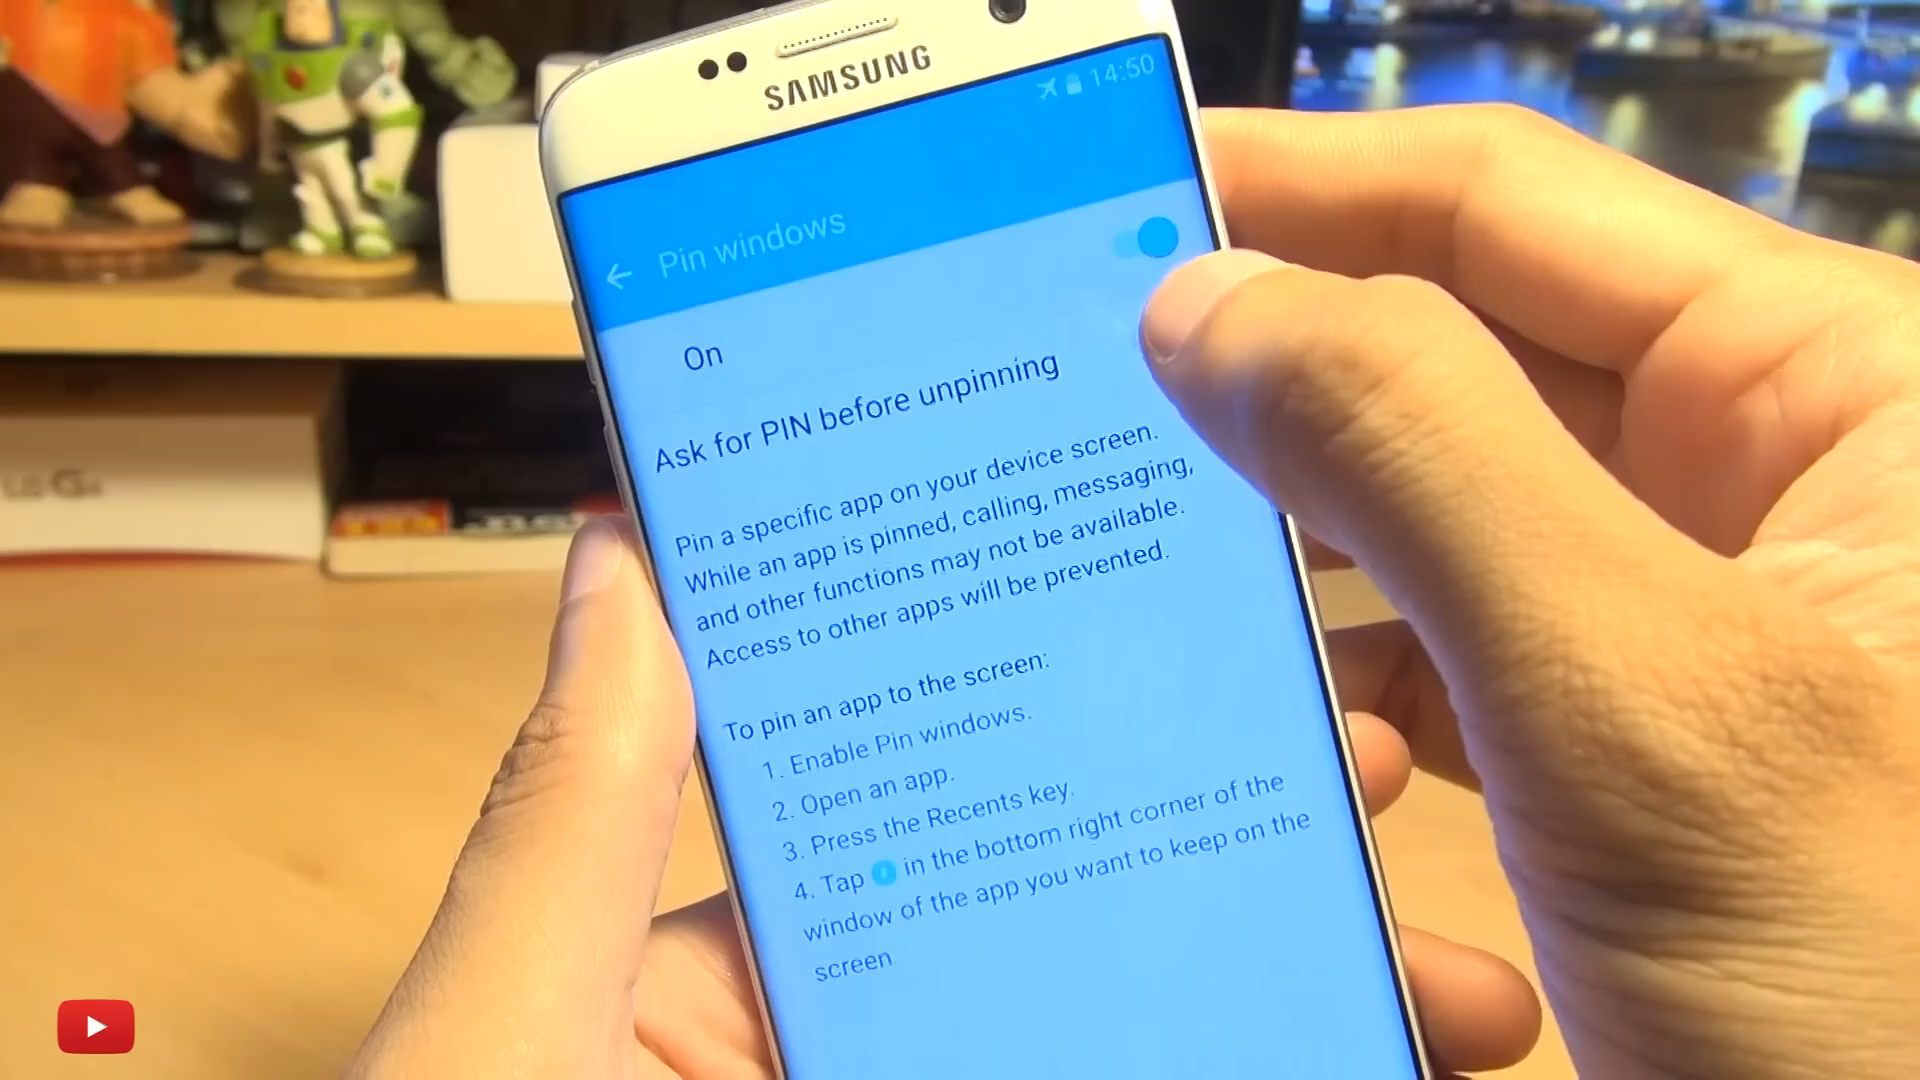 SAMSUNG
14:50
Pin windows
On
Ask for PIN before unpinning
Pin a specific app on your device screen.
While an app is pinned, calling, messaging,
and other functions may not be available.
Access to other apps will be prevented.
To pin an app to the screen:
1. Enable Pin windows.
2. Open an app.
3. Press the Recents key.
4. Tap in the bottom right corner of the
window of the app you want to keep on the
screen